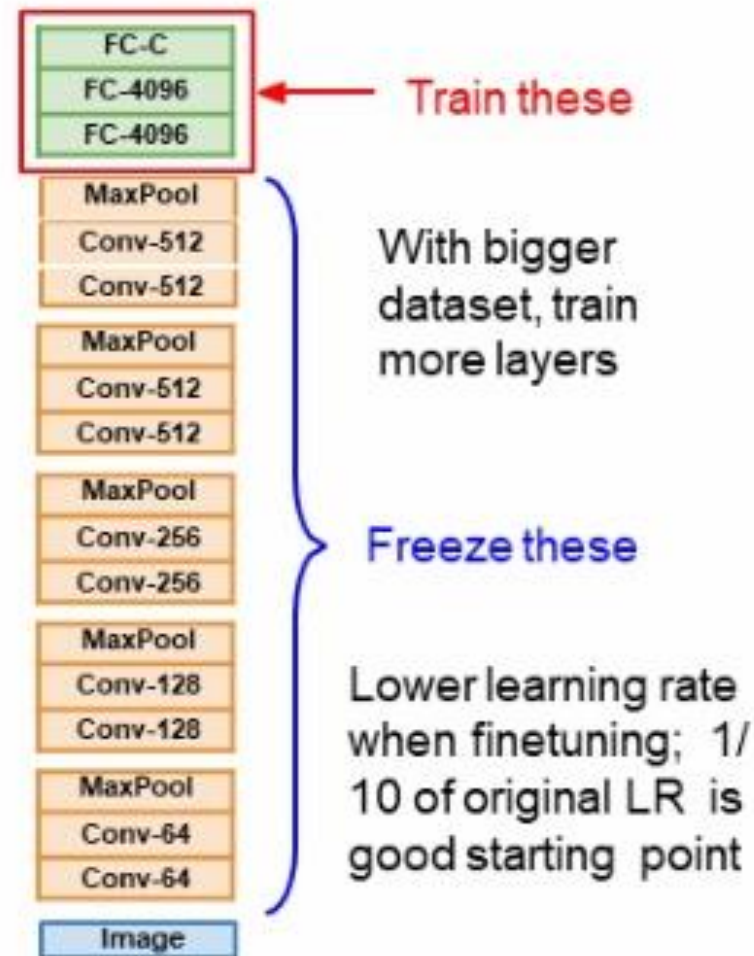 FC-C
FC-4096
FC-4096
Train these
MaxPool
Conv-512
Conv-512
With bigger
dataset, train
more layers
MaxPool
Conv-512
Conv-512
MaxPool
Conv-256
Conv-256
Freeze these
MaxPool
Conv-128
Conv-128
Lower learning rate
when finetuning; 1/
10 of original LR is
good starting point
MaxPool
Conv-64
Conv-64
Image